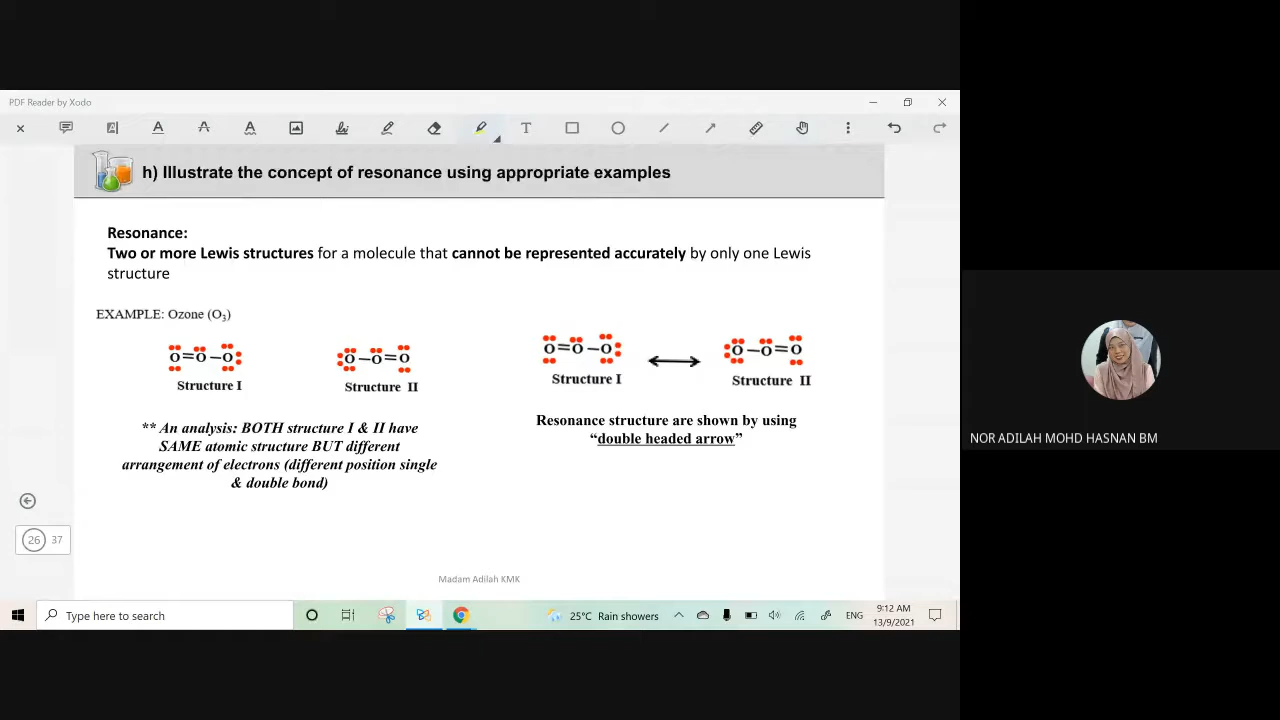 PDF Reader by Xodo
h) Illustrate the concept of resonance using appropriate examples
Resonance:
Two or more Lewis structures for a molecule that cannot be represented accurately by only one Lewis
structure
EXAMPLE: Ozone (O₃)
O=O–O
Structure I
O–O=O
Structure II
O=O–O
Structure I
O–O=O
Structure II
** An analysis: BOTH structure I & II have
SAME atomic structure BUT different
arrangement of electrons (different position single
& double bond)
Resonance structure are shown by using
“double headed arrow”
26 37
Madam Adilah KMK
NOR ADILAH MOHD HASNAN BM
Type here to search
25°C Rain showers
ENG
9:12 AM
13/9/2021